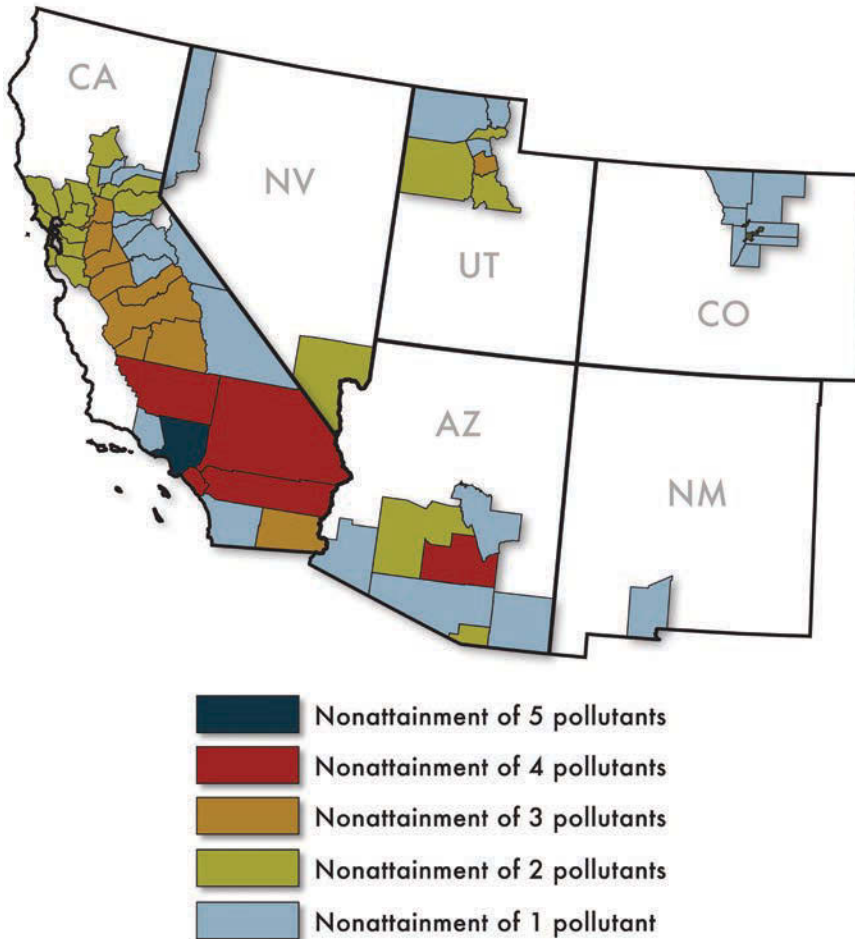 CA
NV
UT
CO
AZ
NM
Nonattainment of 5 pollutants
Nonattainment of 4 pollutants
Nonattainment of 3 pollutants
Nonattainment of 2 pollutants
Nonattainment of 1 pollutant